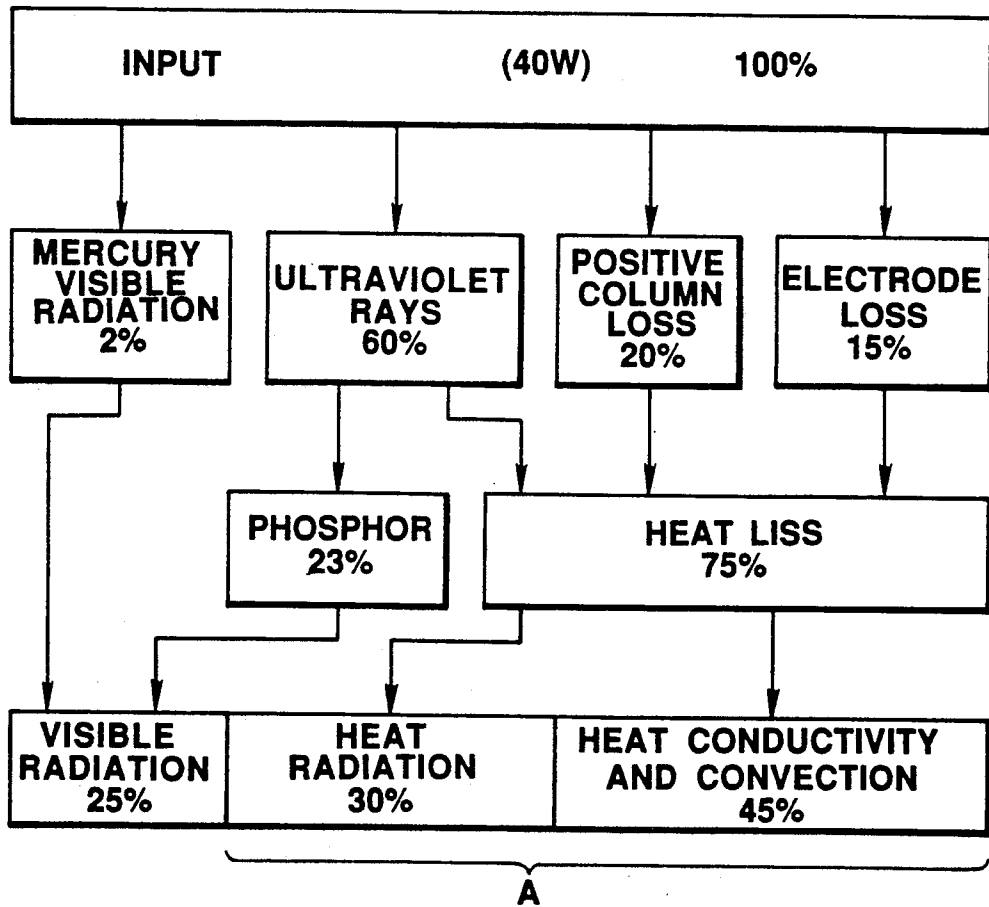 INPUT (40W) 100%
MERCURY
VISIBLE
RADIATION
2%
ULTRAVIOLET
RAYS
60%
POSITIVE
COLUMN
LOSS
20%
ELECTRODE
LOSS
15%
PHOSPHOR
23%
HEAT LISS
75%
VISIBLE
RADIATION
25%
HEAT
RADIATION
30%
HEAT CONDUCTIVITY
AND CONVECTION
45%
A